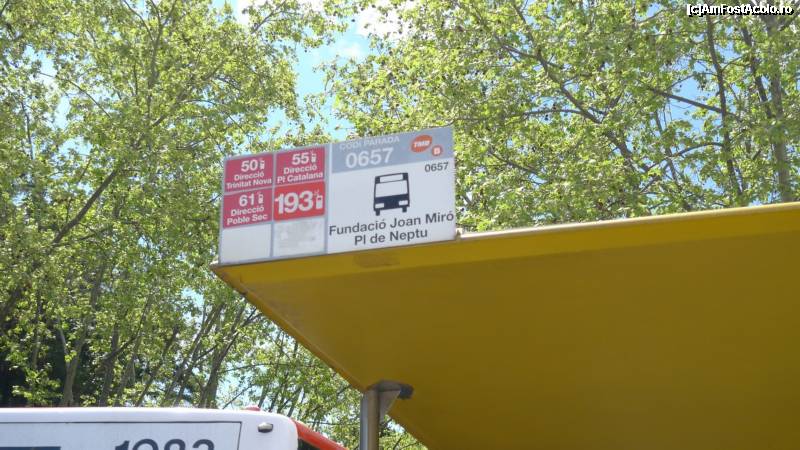 [c]AmFostAcolo.ro
50
Direcció
Trinitat Nova
55
Direcció
Pl Catalana
61
Direcció
Poble Sec
193
CODI PARADA
0657
TMB
B
0657
Fundació Joan Miró
Pl de Neptu
1983